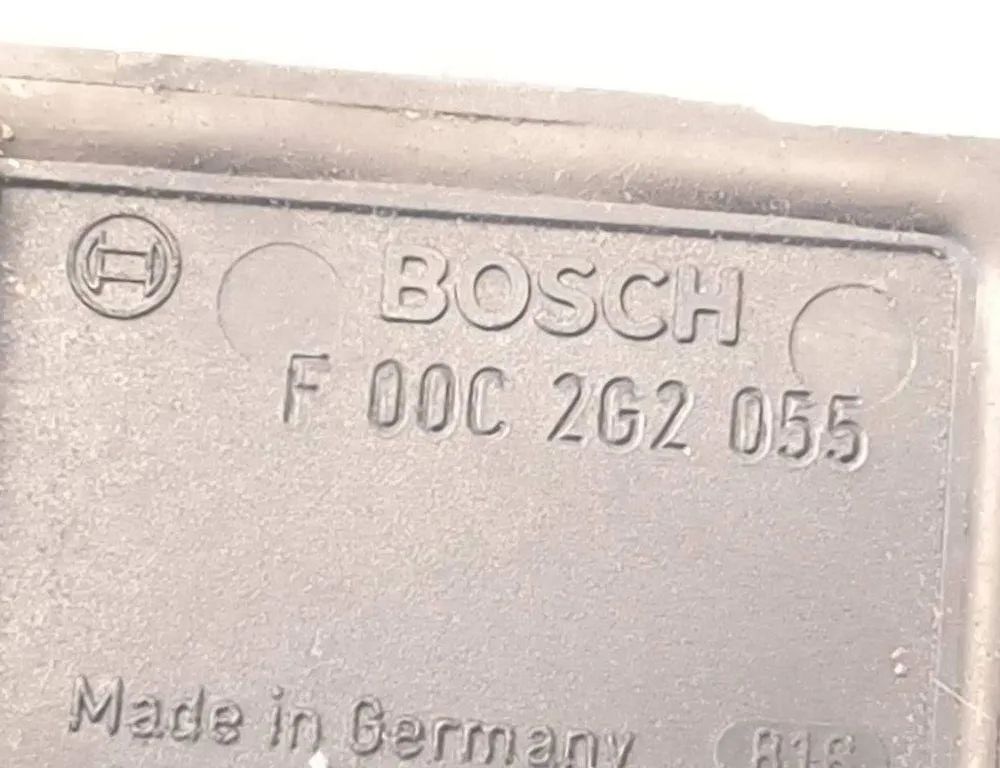 BOSCH
F 00C 2G2 055
Made in Germany